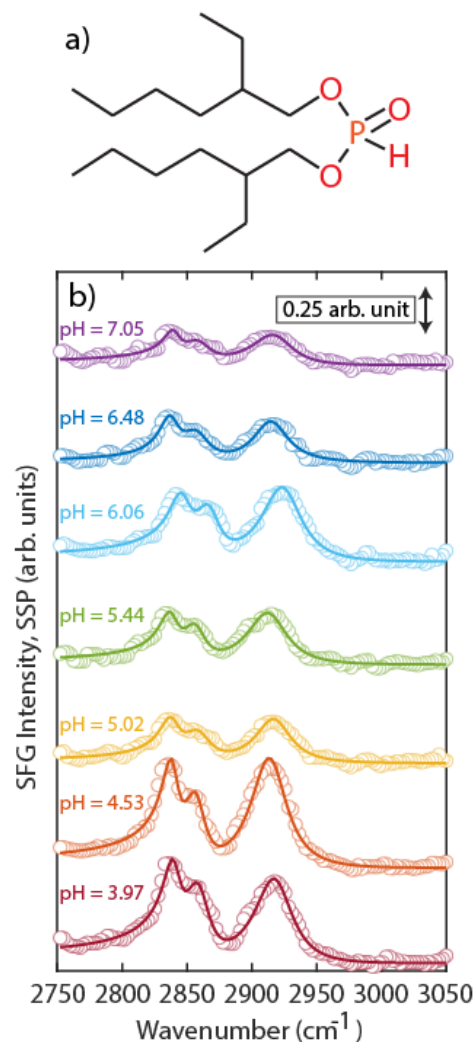 a)
O
O
P
H
O
b)
0.25 arb. unit
pH = 7.05
pH = 6.48
pH = 6.06
pH = 5.44
pH = 5.02
pH = 4.53
pH = 3.97
SFG Intensity, SSP (arb. units)
2750 2800 2850 2900 2950 3000 3050
Wavenumber (cm⁻¹)